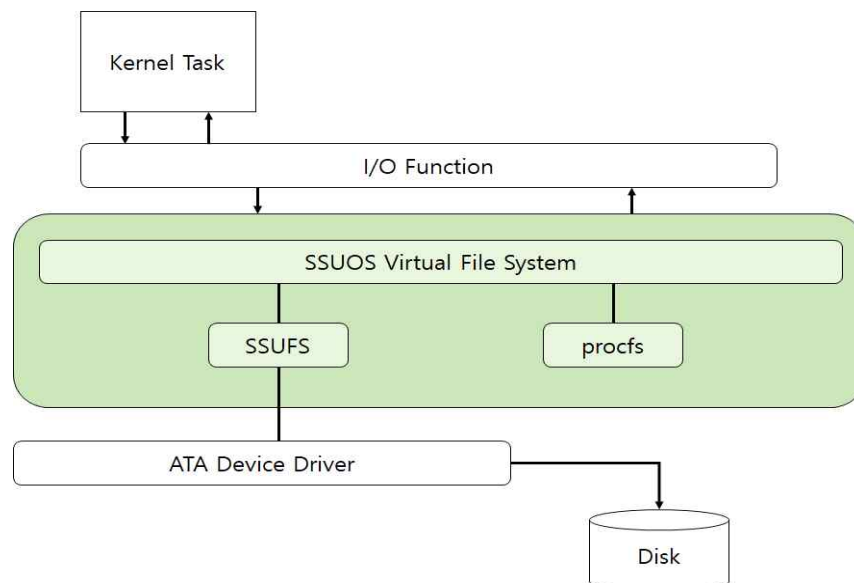 Kernel Task
I/O Function
SSUOS Virtual File System
SSUFS
procfs
ATA Device Driver
Disk